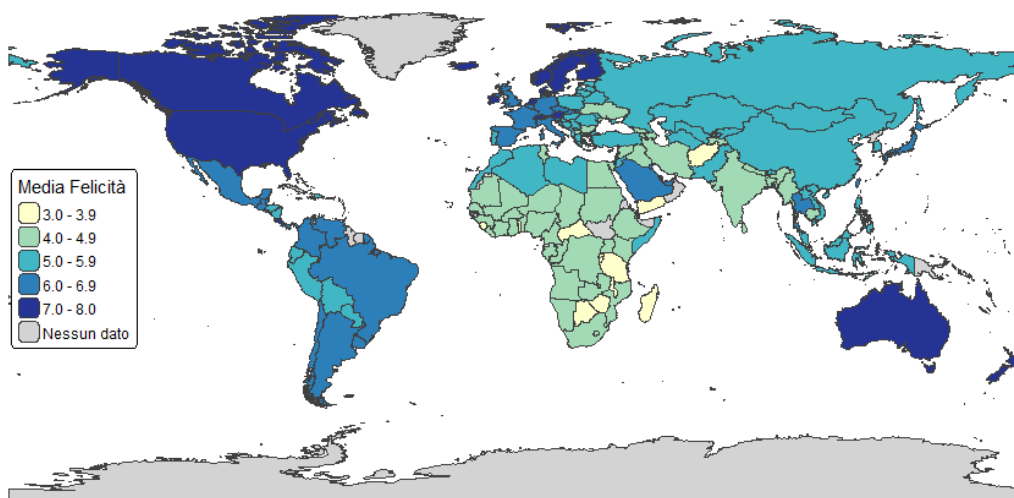 Media Felicità
3.0 - 3.9
4.0 - 4.9
5.0 - 5.9
6.0 - 6.9
7.0 - 8.0
Nessun dato